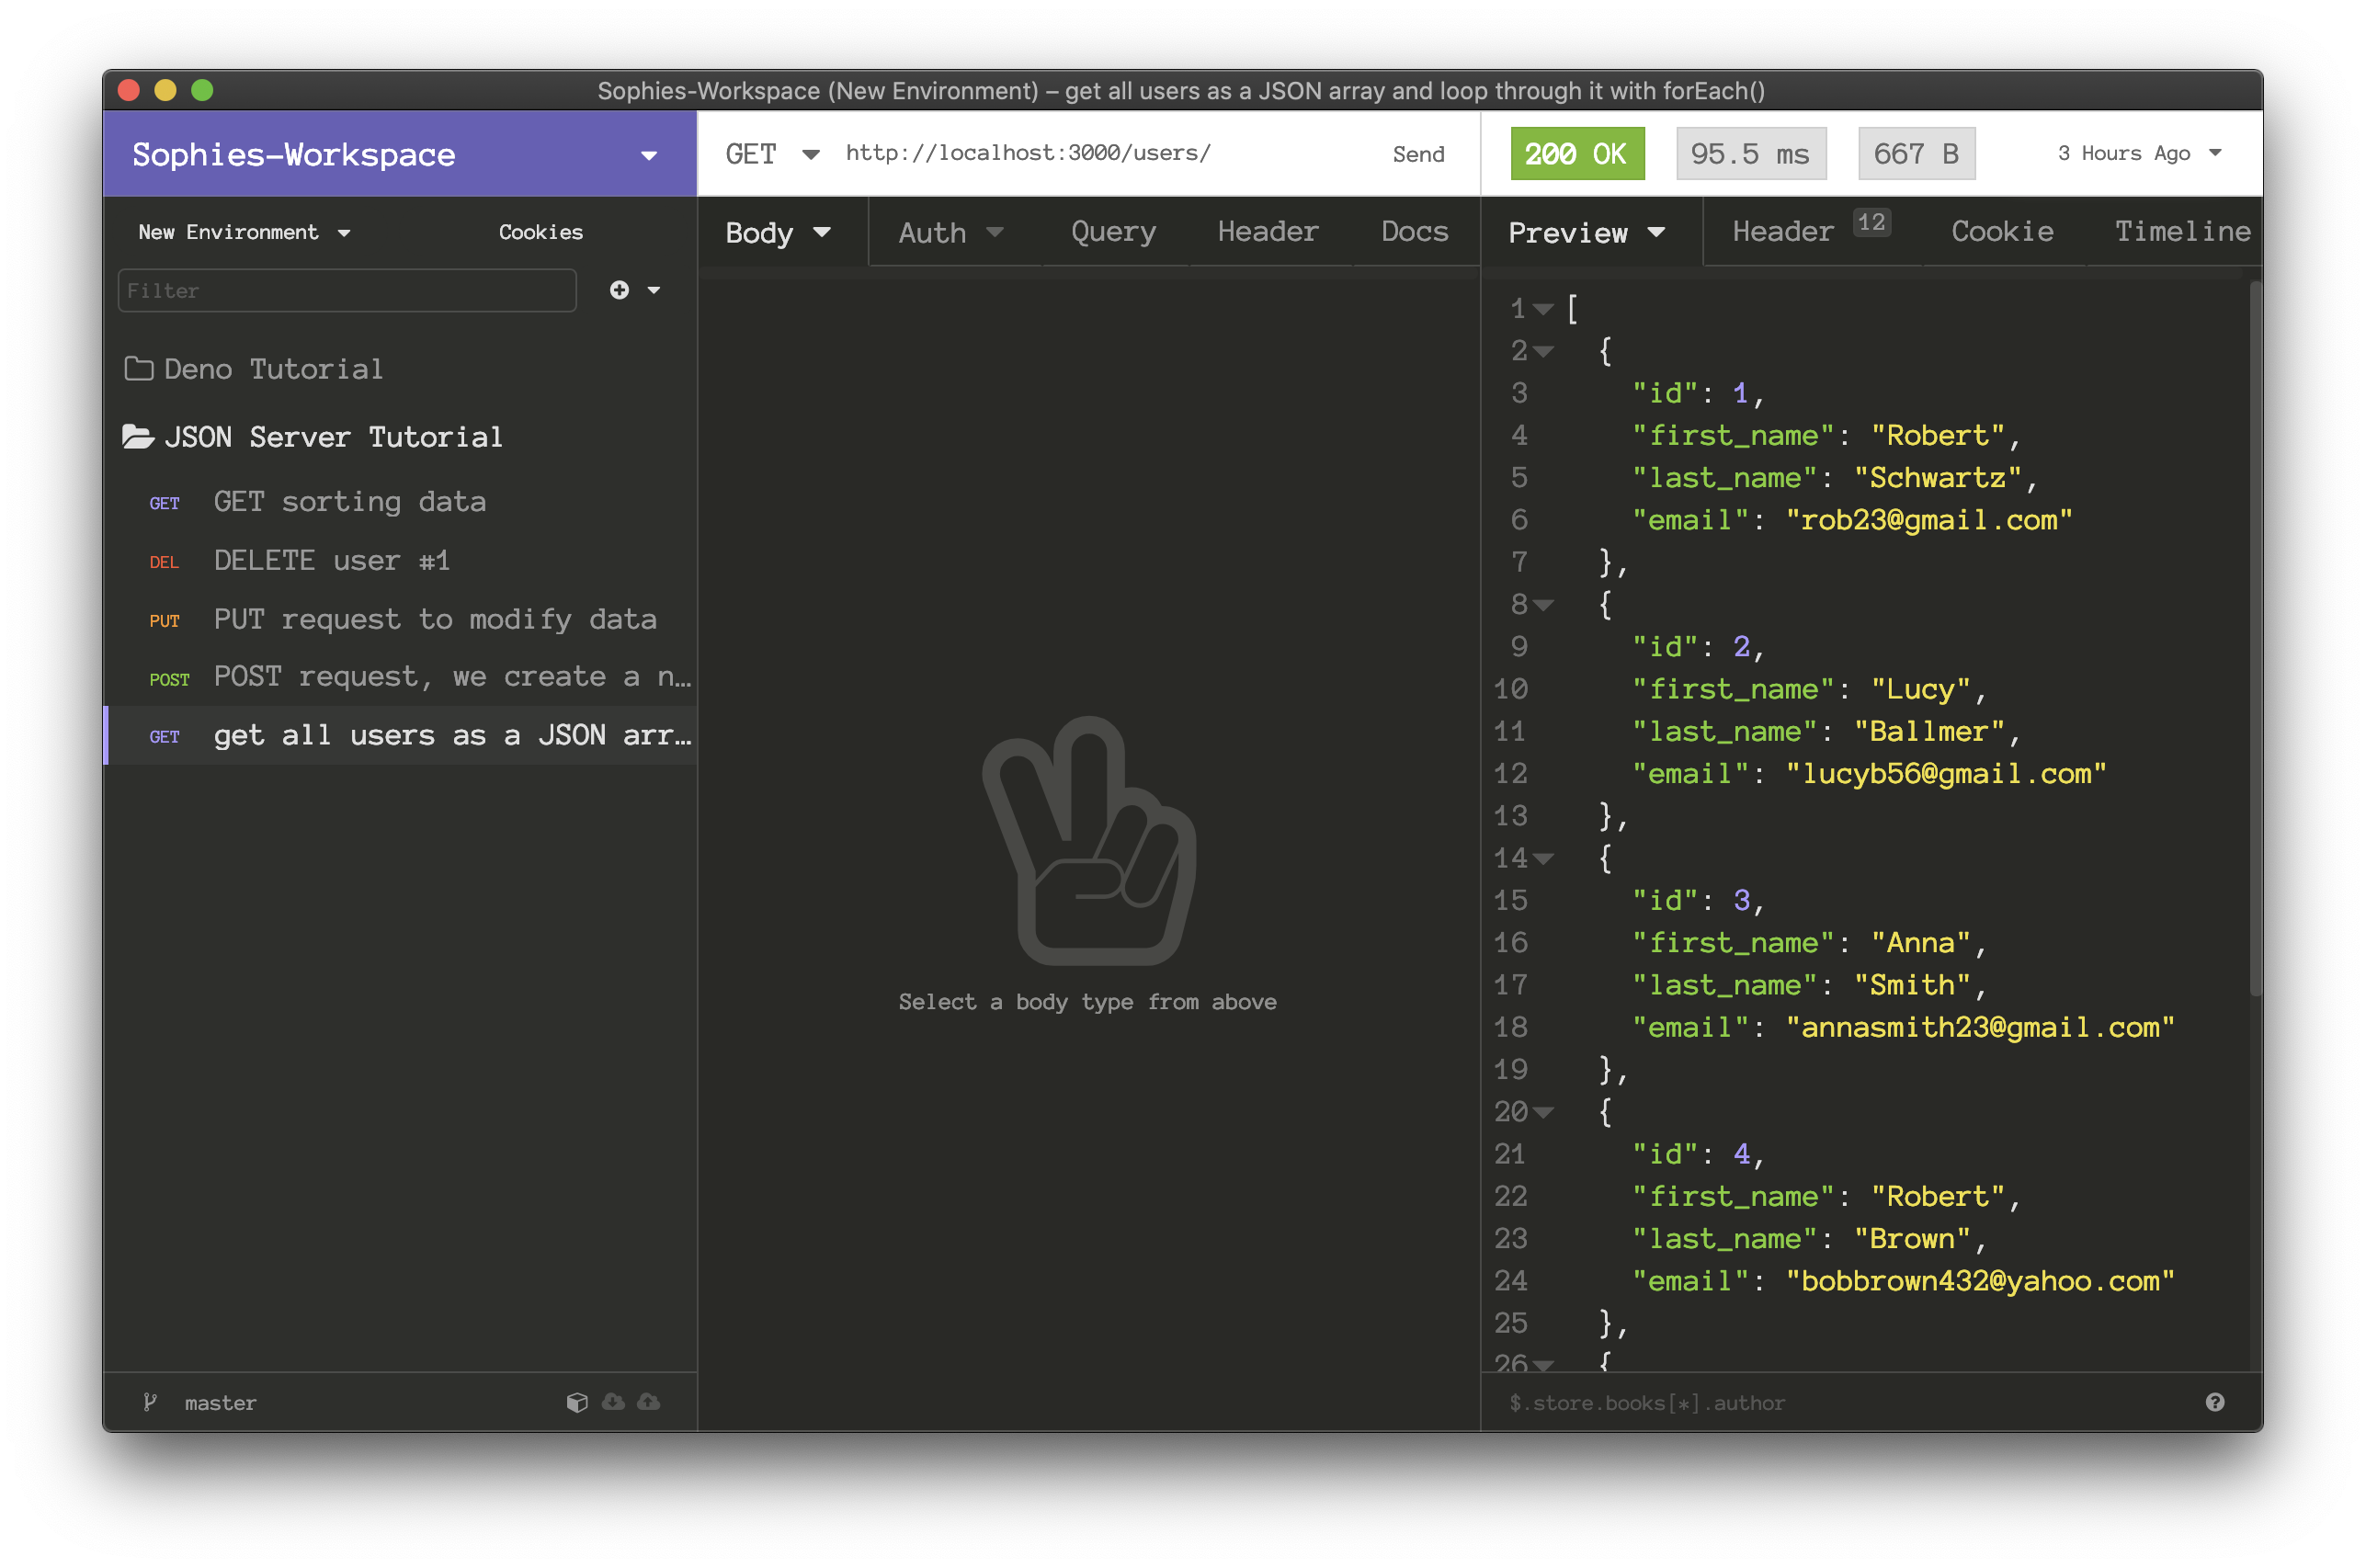 Sophies-Workspace (New Environment) – get all users as a JSON array and loop through it with forEach()
Sophies-Workspace
GET http://localhost:3000/users/ Send
200 OK 95.5 ms 667 B 3 Hours Ago
New Environment Cookies
Filter
Deno Tutorial
JSON Server Tutorial
GET GET sorting data
DEL DELETE user #1
PUT PUT request to modify data
POST POST request, we create a n…
GET get all users as a JSON arr…
master
Body Auth Query Header Docs
Select a body type from above
Preview Header 12 Cookie Timeline
1 [
2 {
3 "id": 1,
4 "first_name": "Robert",
5 "last_name": "Schwartz",
6 "email": "rob23@gmail.com"
7 },
8 {
9 "id": 2,
10 "first_name": "Lucy",
11 "last_name": "Ballmer",
12 "email": "lucyb56@gmail.com"
13 },
14 {
15 "id": 3,
16 "first_name": "Anna",
17 "last_name": "Smith",
18 "email": "annasmith23@gmail.com"
19 },
20 {
21 "id": 4,
22 "first_name": "Robert",
23 "last_name": "Brown",
24 "email": "bobbrown432@yahoo.com"
25 },
26 {
$.store.books[*].author